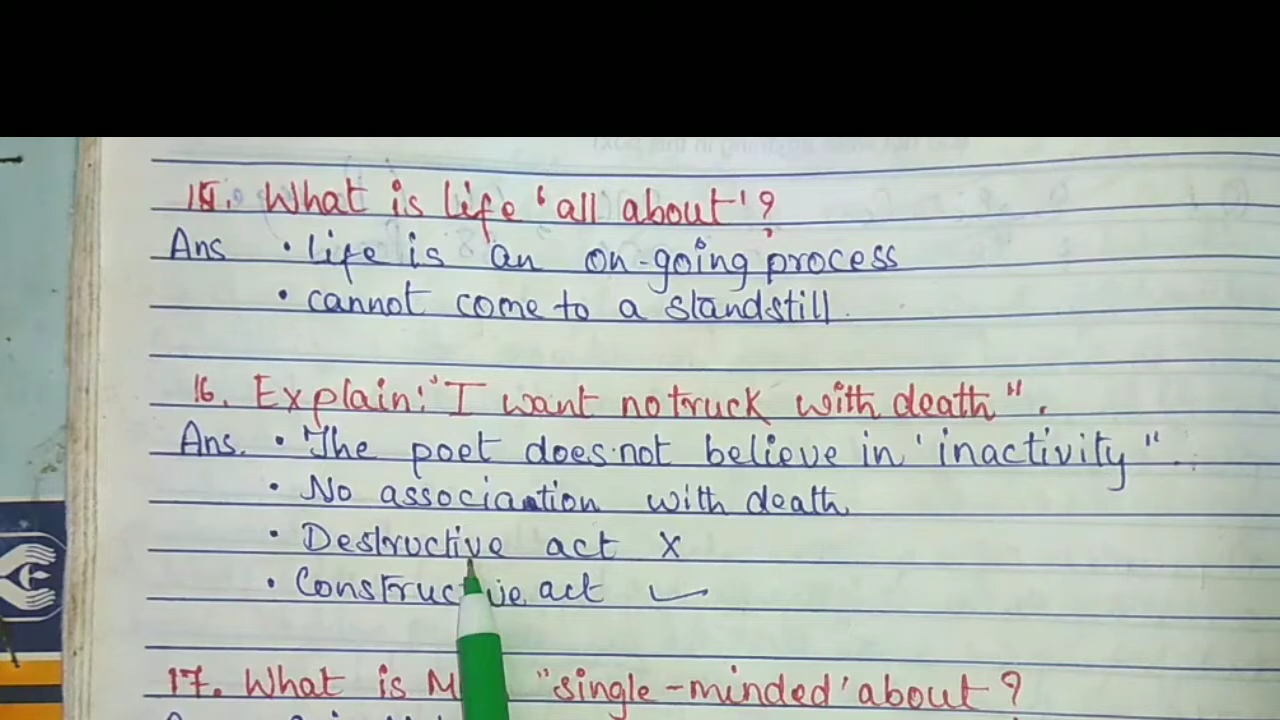 15. What is life 'all about'?
Ans • life is an on-going process
• cannot come to a standstill.
16. Explain: "I want no truck with death".
Ans. • The poet does not believe in 'inactivity".
• No association with death.
• Destructive act x
• Constructive act ✓
17. What is "single-minded' about?